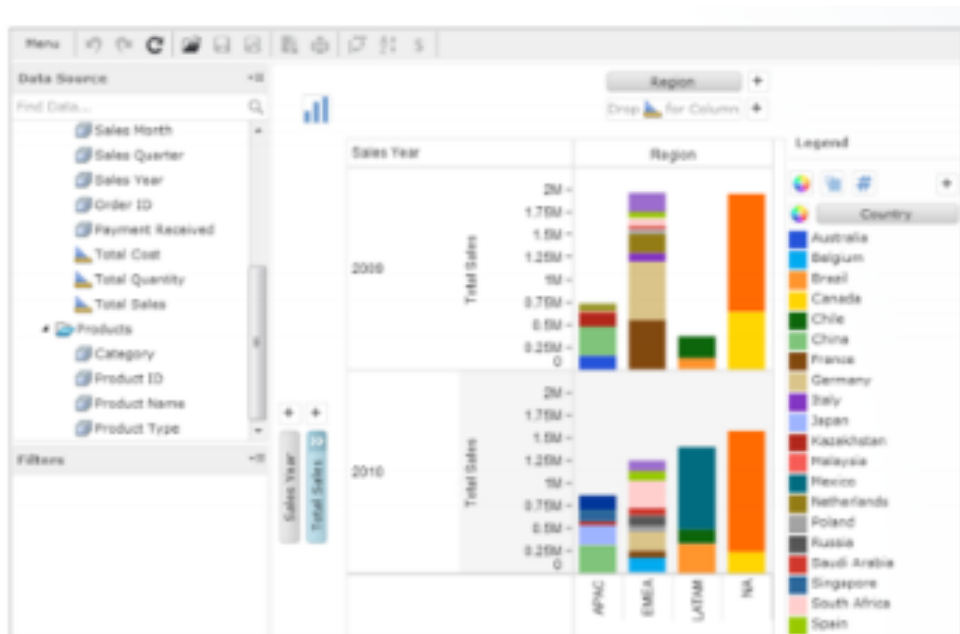 Menu
Data Source
Find Data...
Sales Month
Sales Quarter
Sales Year
Order ID
Payment Received
Total Cost
Total Quantity
Total Sales
Products
Category
Product ID
Product Name
Product Type
Filters
Sales Year
Total Sales
Region
Drop for Column
Sales Year
Region
2009
Total Sales
2M
1.75M
1.5M
1.25M
1M
0.75M
0.5M
0.25M
0
2010
Total Sales
2M
1.75M
1.5M
1.25M
1M
0.75M
0.5M
0.25M
0
APAC
EMEA
LATAM
NA
Legend
Country
Australia
Belgium
Brazil
Canada
Chile
China
France
Germany
Italy
Japan
Kazakhstan
Malaysia
Mexico
Netherlands
Poland
Russia
Saudi Arabia
Singapore
South Africa
Spain